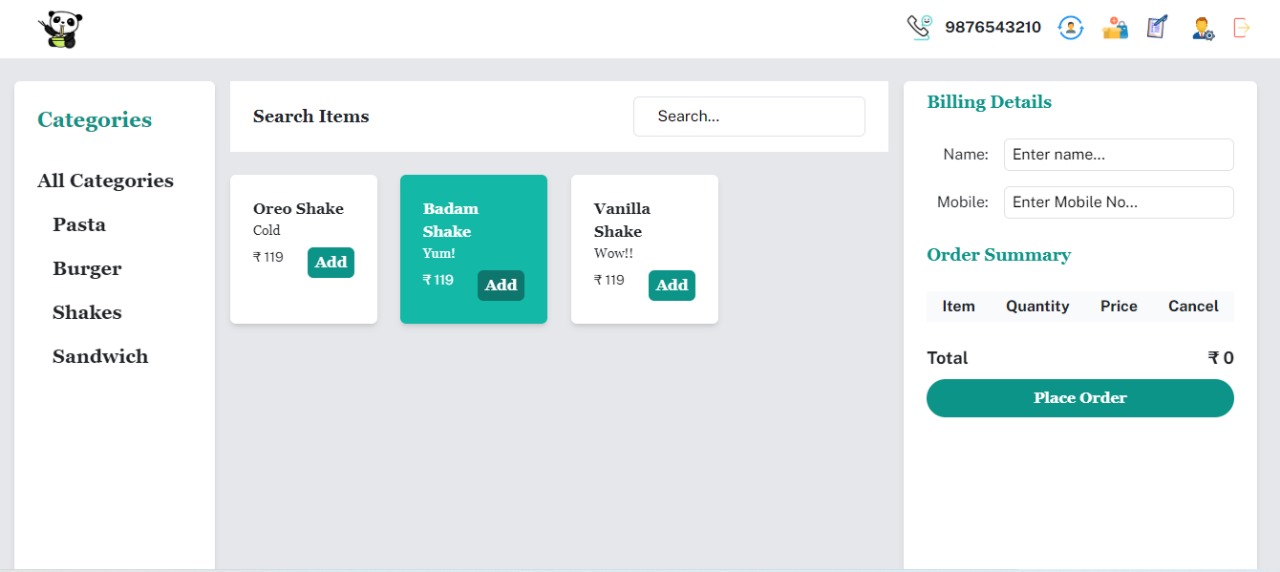 9876543210
Categories
All Categories
Pasta
Burger
Shakes
Sandwich
Search Items
Search...
Oreo Shake
Cold
₹ 119
Add
Badam
Shake
Yum!
₹ 119
Add
Vanilla
Shake
Wow!!
₹ 119
Add
Billing Details
Name: Enter name...
Mobile: Enter Mobile No...
Order Summary
Item Quantity Price Cancel
Total ₹ 0
Place Order